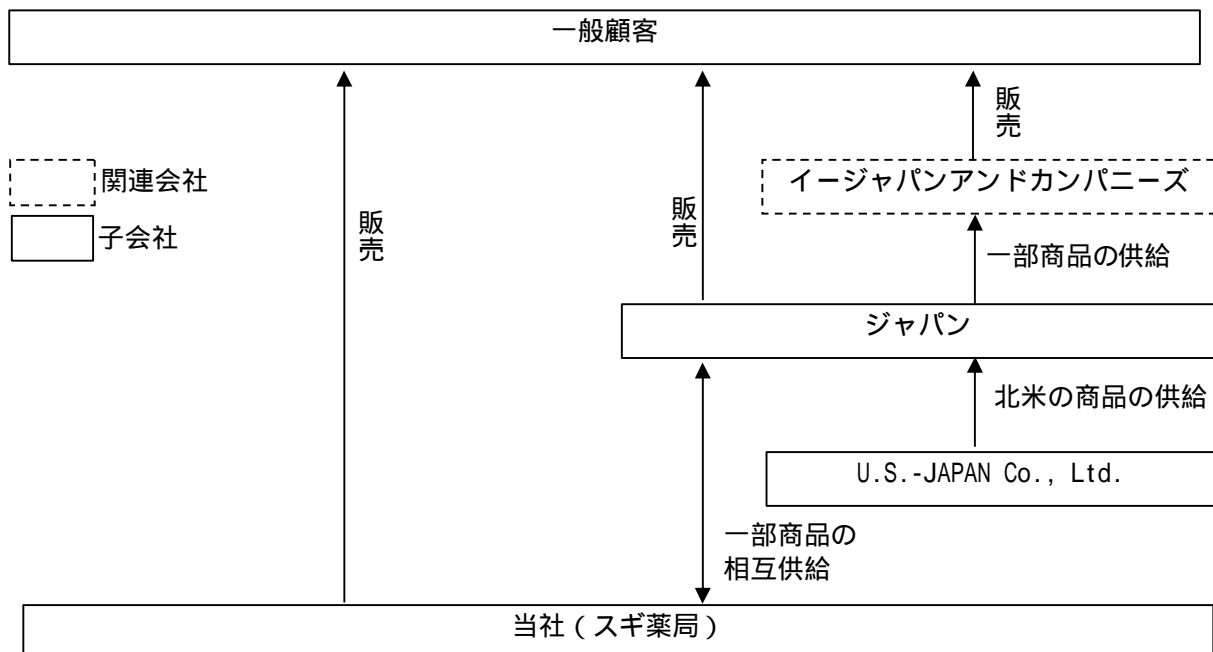 一般顧客
販売
販売
販売
関連会社
子会社
イージャパンアンドカンパニーズ
一部商品の供給
ジャパン
北米の商品の供給
U.S.-JAPAN Co., Ltd.
一部商品の
相互供給
当社（スギ薬局）